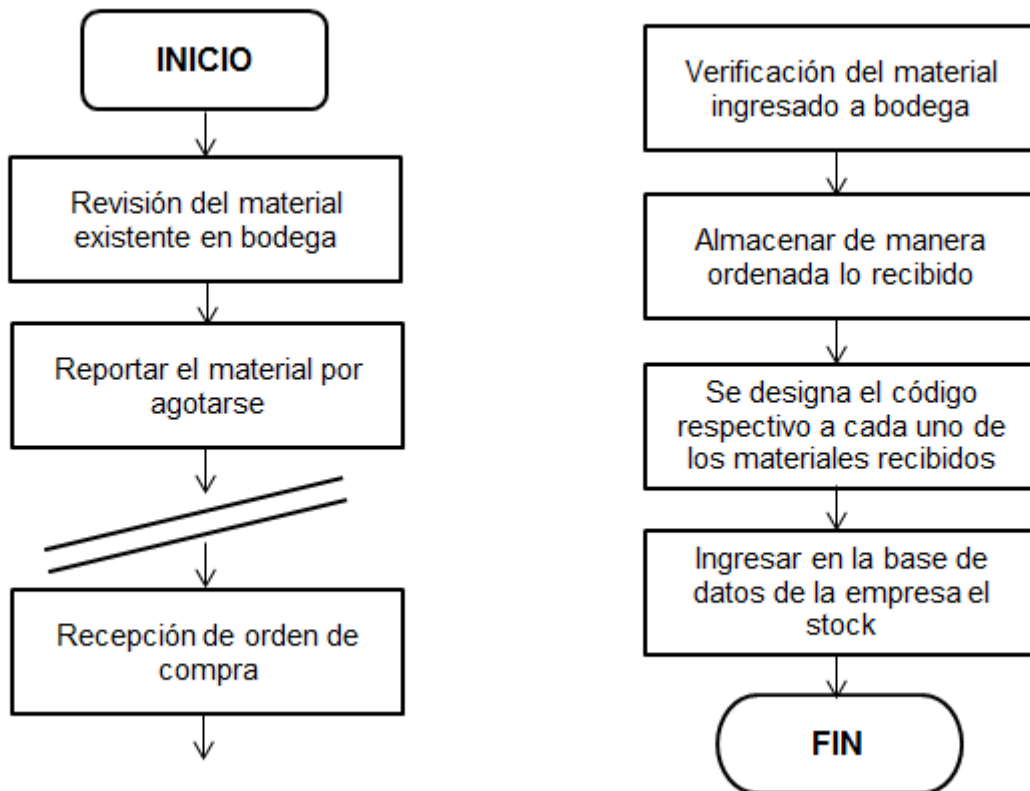 INICIO
Revisión del material
existente en bodega
Reportar el material por
agotarse
Recepción de orden de
compra
Verificación del material
ingresado a bodega
Almacenar de manera
ordenada lo recibido
Se designa el código
respectivo a cada uno de
los materiales recibidos
Ingresar en la base de
datos de la empresa el
stock
FIN